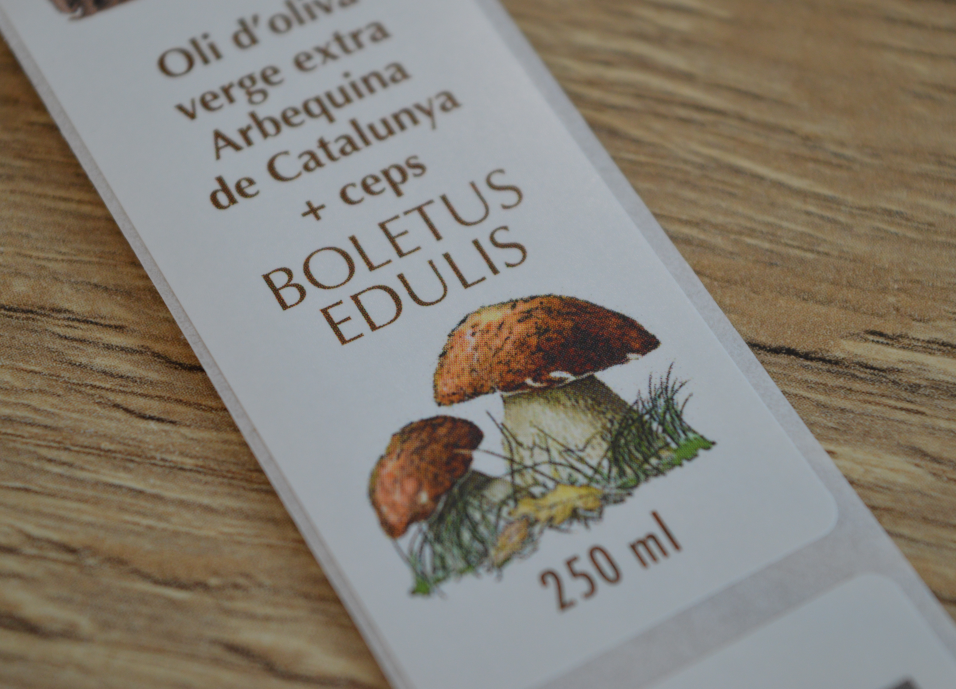 Oli d'oliva
verge extra
Arbequina
de Catalunya
+ ceps
BOLETUS
EDULIS
250 ml